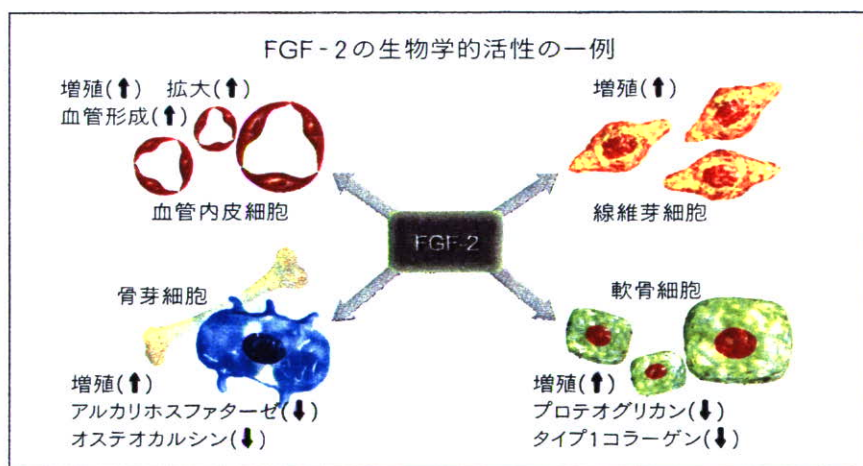 FGF-2の生物学的活性の一例
増殖(⬆) 拡大(⬆)
血管形成(⬆)
血管内皮細胞
増殖(⬆)
線維芽細胞
FGF-2
骨芽細胞
増殖(⬆)
アルカリホスファターゼ(⬇)
オステオカルシン(⬇)
軟骨細胞
増殖(⬆)
プロテオグリカン(⬇)
タイプ1コラーゲン(⬇)